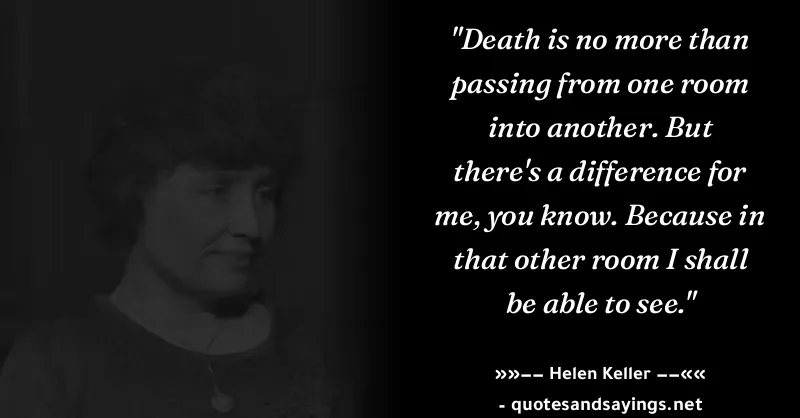 "Death is no more than
passing from one room
into another. But
there's a difference for
me, you know. Because in
that other room I shall
be able to see."
»»−− Helen Keller −−««
- quotesandsayings.net